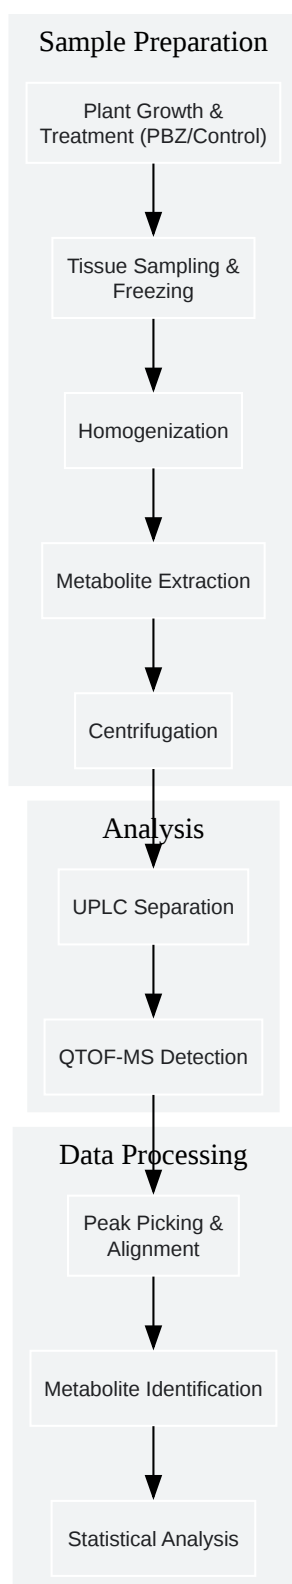 Sample Preparation
Plant Growth &
Treatment (PBZ/Control)
Tissue Sampling &
Freezing
Homogenization
Metabolite Extraction
Centrifugation
Analysis
UPLC Separation
QTOF-MS Detection
Data Processing
Peak Picking &
Alignment
Metabolite Identification
Statistical Analysis